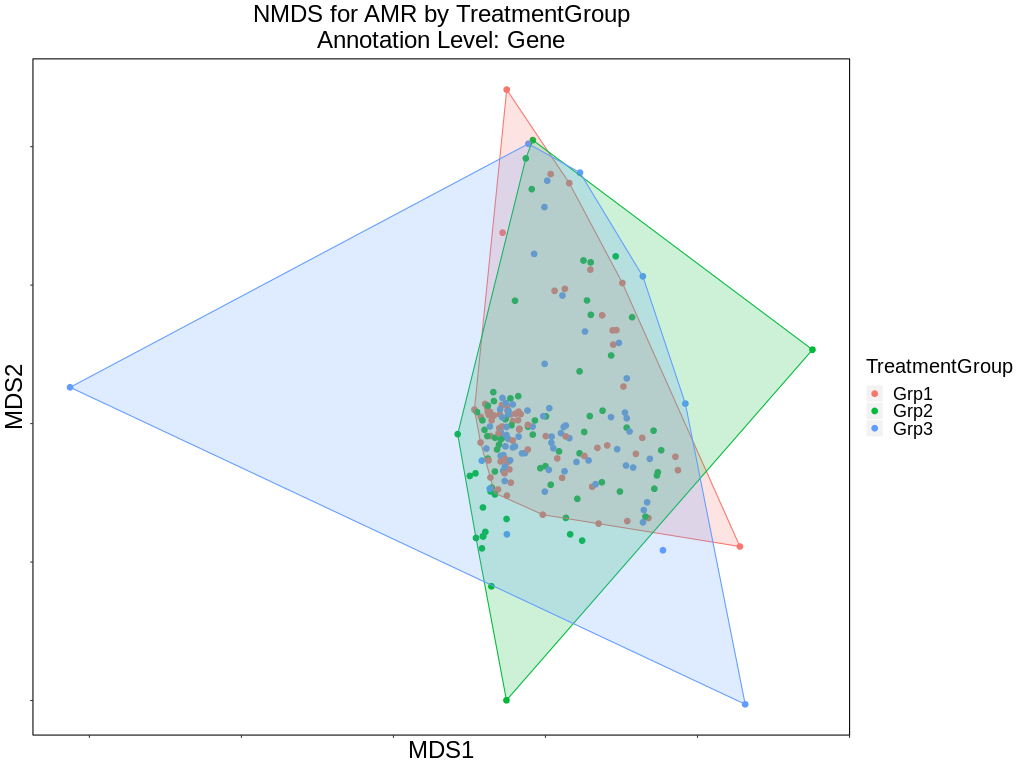 NMDS for AMR by TreatmentGroup
Annotation Level: Gene
MDS2
MDS1
TreatmentGroup
Grp1
Grp2
Grp3